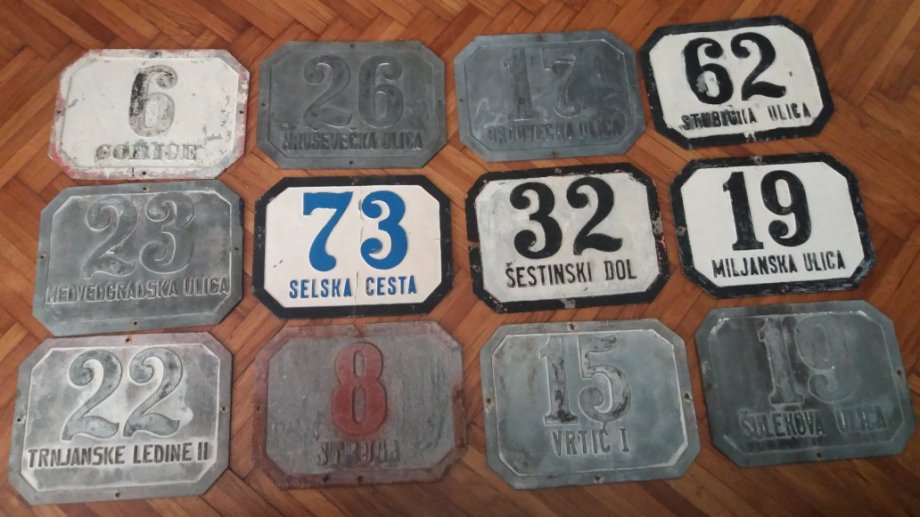 6
GORICE
26
HRUŠEVEČKA ULICA
17
ULICA
62
STUBIČKA ULICA
23
MEDVEDGRADSKA ULICA
73
SELSKA CESTA
32
ŠESTINSKI DOL
19
MILJANSKA ULICA
22
TRNJANSKE LEDINE II
8
15
VRTIĆ I
19
ŠULEKOVA ULICA